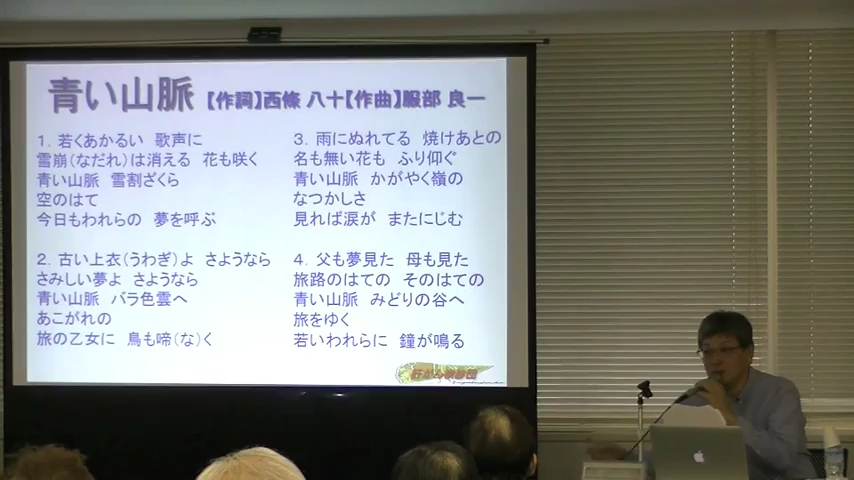 青い山脈 【作詞】西條 八十【作曲】服部 良一
1. 若くあかるい 歌声に
雪崩(なだれ)は消える 花も咲く
青い山脈 雪割ざくら
空のはて
今日もわれらの 夢を呼ぶ
2. 古い上衣(うわぎ)よ さようなら
さみしい夢よ さようなら
青い山脈 バラ色雲へ
あこがれの
旅の乙女に 鳥も啼(な)く
3. 雨にぬれてる 焼けあとの
名も無い花も ふり仰ぐ
青い山脈 かがやく嶺の
なつかしさ
見れば涙が またにじむ
4. 父も夢見た 母も見た
旅路のはての そのはての
青い山脈 みどりの谷へ
旅をゆく
若いわれらに 鐘が鳴る